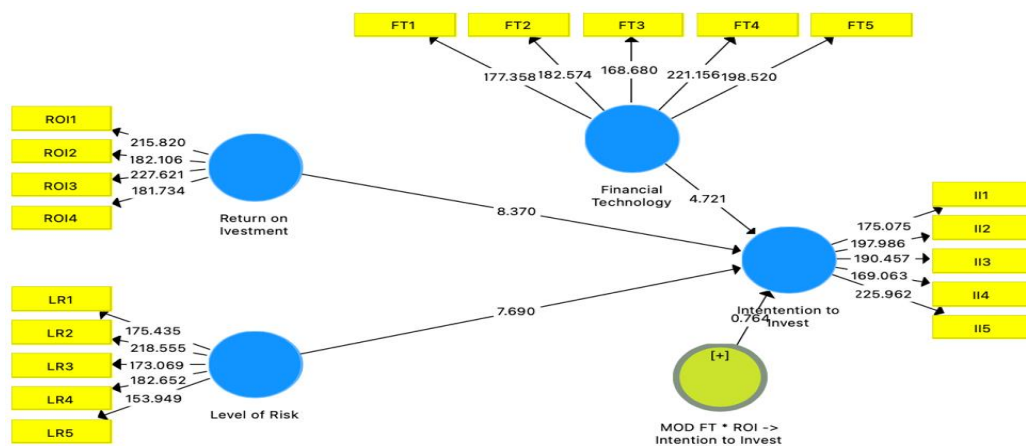 FT1 FT2 FT3 FT4 FT5
177.358 182.574 168.680 221.156 198.520
Financial
Technology
4.721
ROI1
ROI2
ROI3
ROI4
215.820
182.106
227.621
181.734
Return on
Ivestment
8.370
LR1
LR2
LR3
LR4
LR5
175.435
218.555
173.069
182.652
153.949
Level of Risk
7.690
II1
II2
II3
II4
II5
175.075
197.986
190.457
169.063
225.962
Intentention to
Invest
0.764
[+]
MOD FT * ROI ->
Intention to Invest